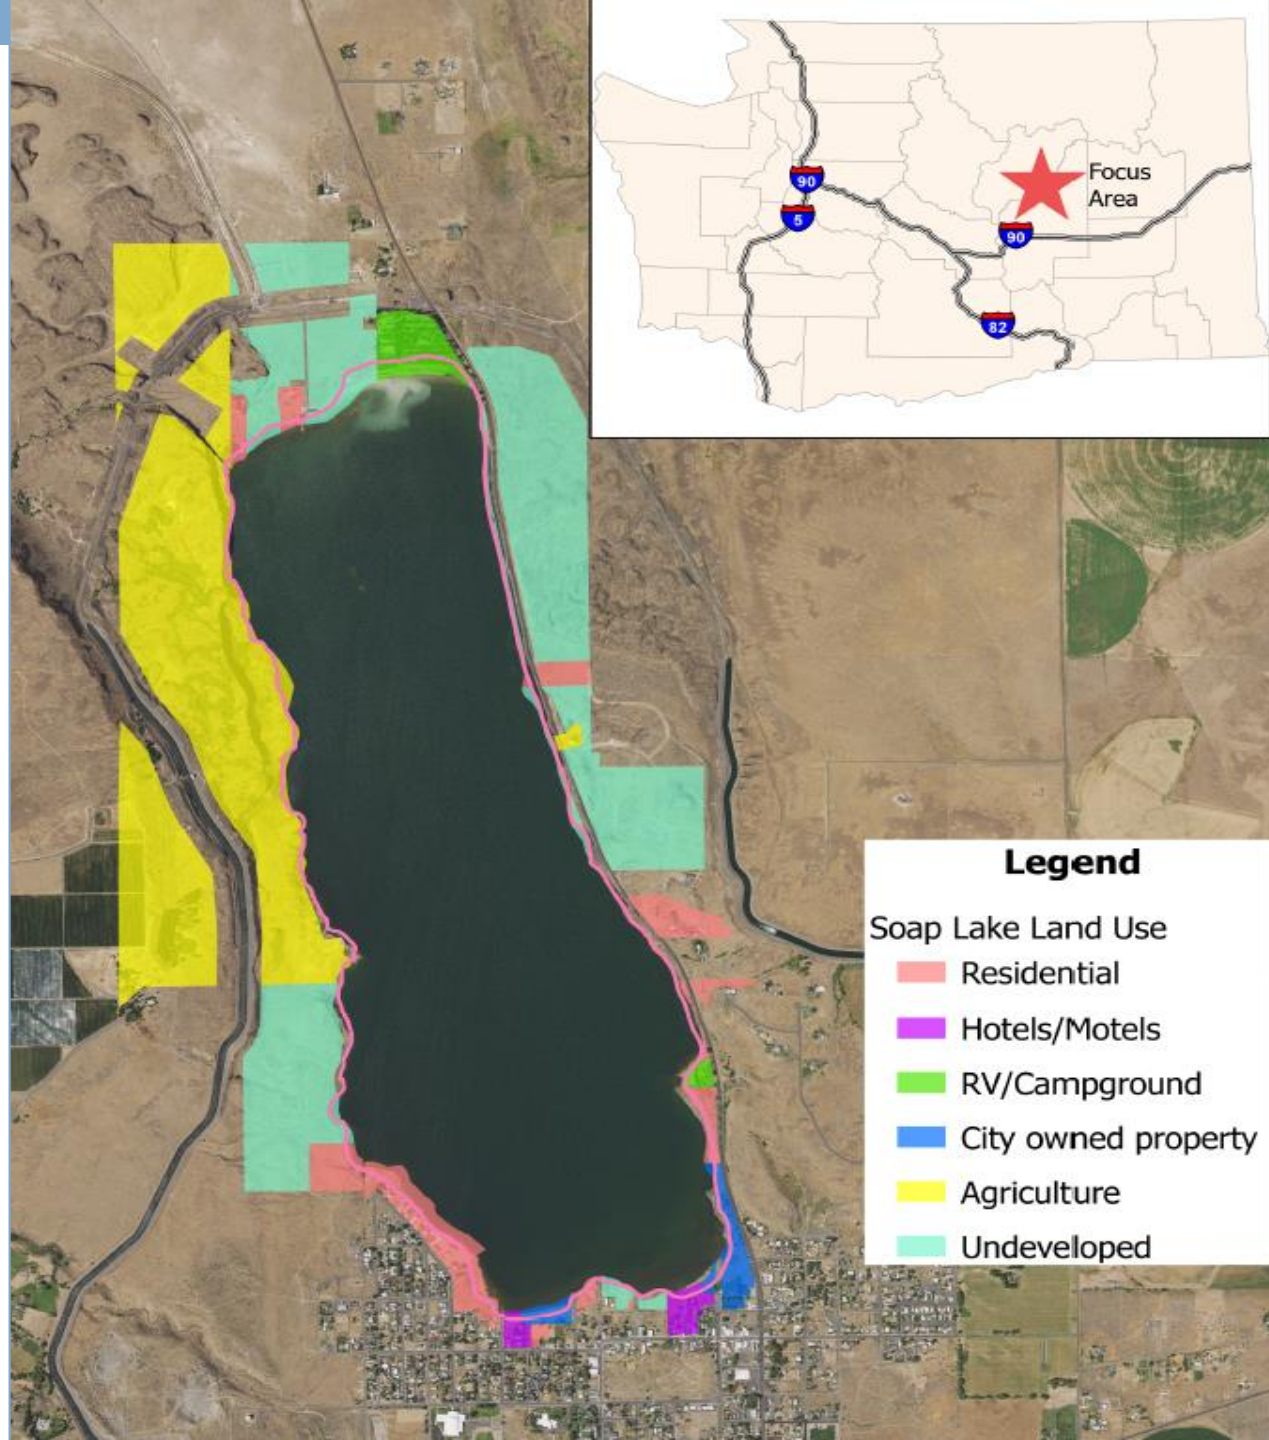 Focus
Area
90
5
90
82
Legend
Soap Lake Land Use
Residential
Hotels/Motels
RV/Campground
City owned property
Agriculture
Undeveloped